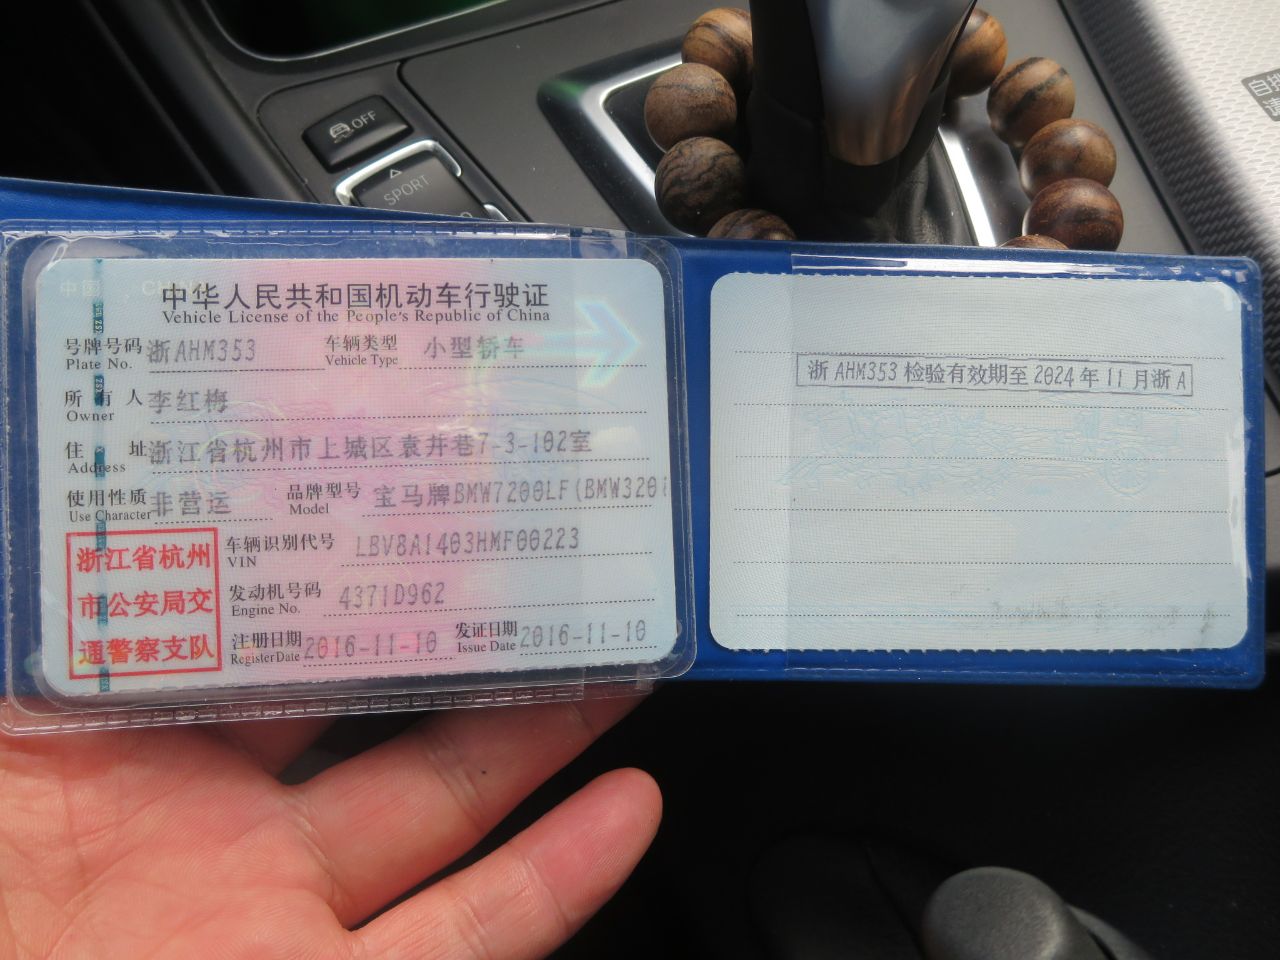 OFF
SPORT
中国 CHINA
中华人民共和国机动车行驶证
Vehicle License of the People's Republic of China
号牌号码 浙AHM353 车辆类型 小型轿车
Plate No. Vehicle Type
所有人 李红梅
Owner
住址 浙江省杭州市上城区袁井巷7-3-102室
Address
使用性质 非营运 品牌型号 宝马牌BMW7200LF(BMW320i
Use Character Model
车辆识别代号 LBV8A1403HMF00223
VIN
发动机号码 4371D962
Engine No.
注册日期 2016-11-10 发证日期 2016-11-10
Register Date Issue Date
浙江省杭州
市公安局交
通警察支队
浙AHM353检验有效期至2024年11月浙A